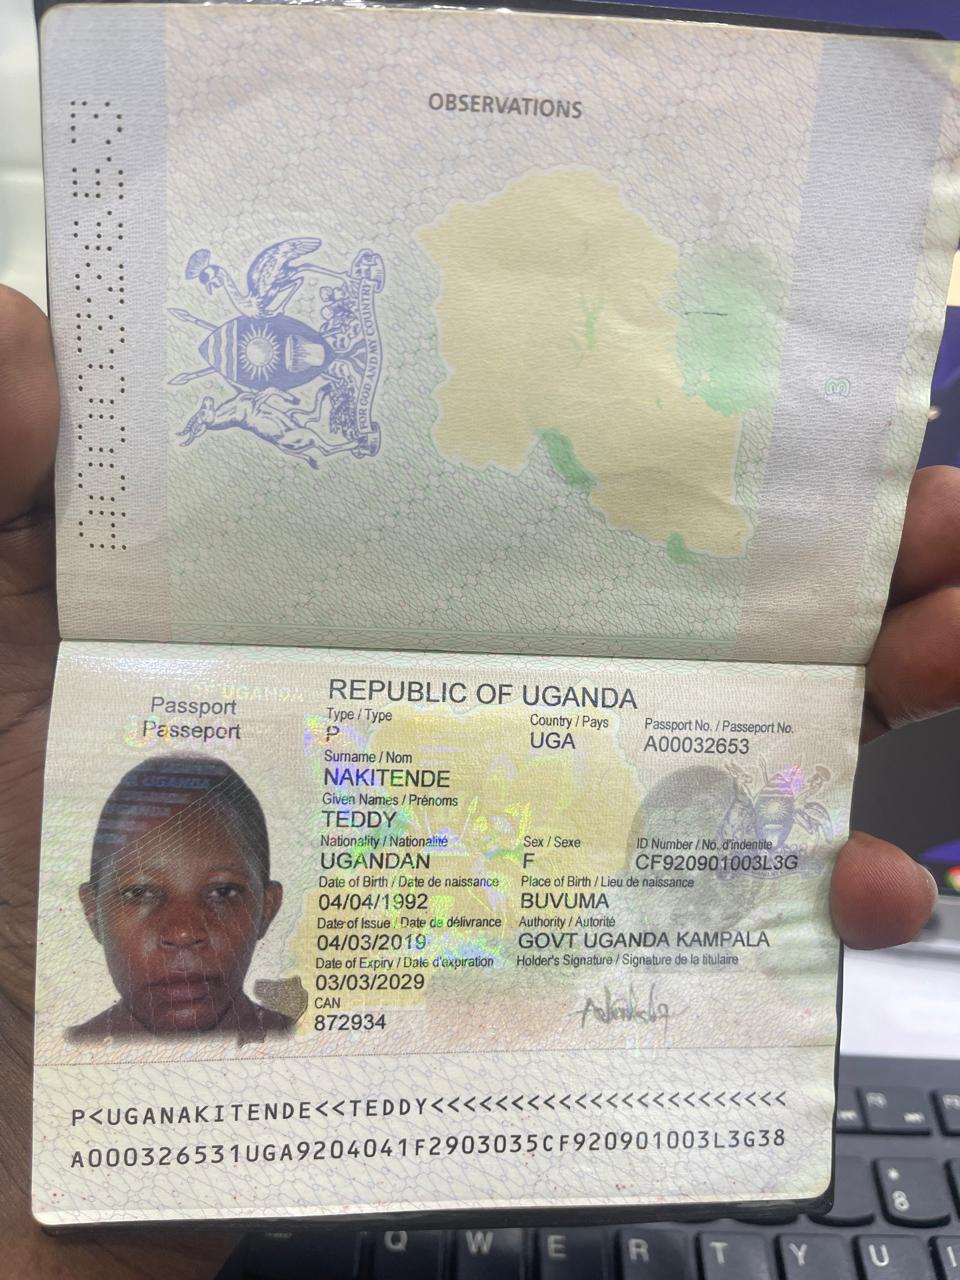 OBSERVATIONS
FOR GOD AND MY COUNTRY
3
REPUBLIC OF UGANDA
Passport
Passeport
Type / Type
Country / Pays
Passport No. / Passeport No.
P
UGA
A00032653
Surname / Nom
NAKITENDE
Given Names / Prénoms
TEDDY
Nationality / Nationalité
Sex / Sexe
ID Number / No. d'indentite
UGANDAN
F
CF920901003L3G
Date of Birth / Date de naissance
Place of Birth / Lieu de naissance
04/04/1992
BUVUMA
Date of Issue / Date de délivrance
Authority / Autorité
04/03/2019
GOVT UGANDA KAMPALA
Date of Expiry / Date d'expiration
Holder's Signature / Signature de la titulaire
03/03/2029
CAN
872934
P<UGANAKITENDE<<TEDDY<<<<<<<<<<<<<<<<<<<<<<<
A000326531UGA9204041F2903035CF920901003L3G38
Q W E R T Y U I
* 8